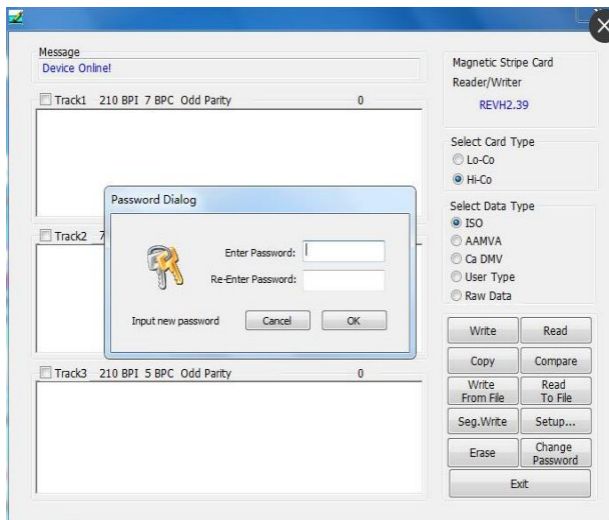 Message
Device Online!
Track1 210 BPI 7 BPC Odd Parity 0
Password Dialog
Enter Password:
Re-Enter Password:
Input new password Cancel OK
Track2 7
Track3 210 BPI 5 BPC Odd Parity 0
Magnetic Stripe Card
Reader/Writer
REVH2.39
Select Card Type
Lo-Co
Hi-Co
Select Data Type
ISO
AAMVA
Ca DMV
User Type
Raw Data
Write Read
Copy Compare
Write From File Read To File
Seg.Write Setup...
Erase Change Password
Exit